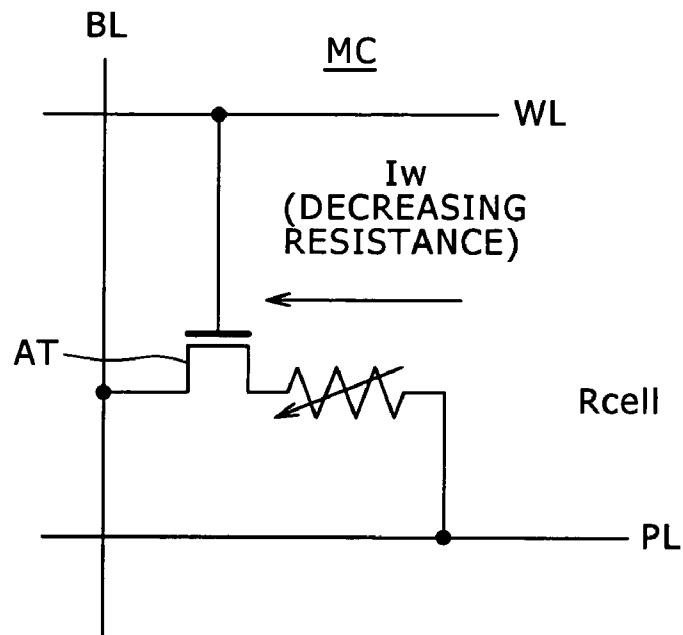 BL
MC
WL
Iw
(DECREASING
RESISTANCE)
AT
Rcell
PL